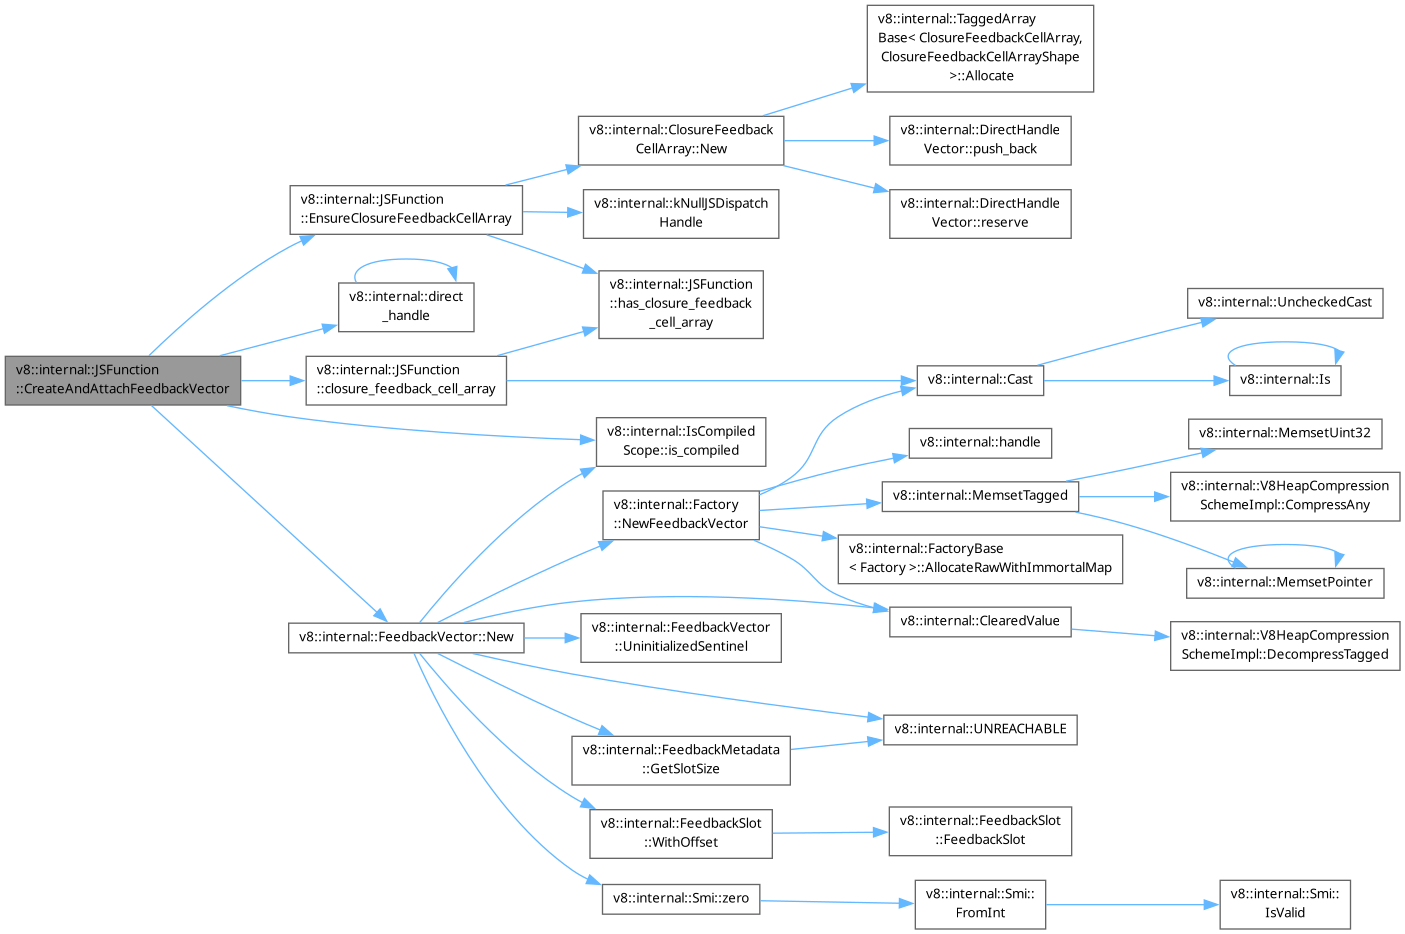 v8::internal::TaggedArray
Base< ClosureFeedbackCellArray,
ClosureFeedbackCellArrayShape
>::Allocate
v8::internal::ClosureFeedback
CellArray::New
v8::internal::DirectHandle
Vector::push_back
v8::internal::JSFunction
::EnsureClosureFeedbackCellArray
v8::internal::kNullJSDispatch
Handle
v8::internal::DirectHandle
Vector::reserve
v8::internal::direct
_handle
v8::internal::JSFunction
::has_closure_feedback
_cell_array
v8::internal::UncheckedCast
v8::internal::JSFunction
::CreateAndAttachFeedbackVector
v8::internal::JSFunction
::closure_feedback_cell_array
v8::internal::Cast
v8::internal::Is
v8::internal::IsCompiled
Scope::is_compiled
v8::internal::handle
v8::internal::MemsetUint32
v8::internal::Factory
::NewFeedbackVector
v8::internal::MemsetTagged
v8::internal::V8HeapCompression
SchemeImpl::CompressAny
v8::internal::FactoryBase
< Factory >::AllocateRawWithImmortalMap
v8::internal::MemsetPointer
v8::internal::FeedbackVector::New
v8::internal::FeedbackVector
::UninitializedSentinel
v8::internal::ClearedValue
v8::internal::V8HeapCompression
SchemeImpl::DecompressTagged
v8::internal::UNREACHABLE
v8::internal::FeedbackMetadata
::GetSlotSize
v8::internal::FeedbackSlot
::WithOffset
v8::internal::FeedbackSlot
::FeedbackSlot
v8::internal::Smi::zero
v8::internal::Smi::
FromInt
v8::internal::Smi::
IsValid